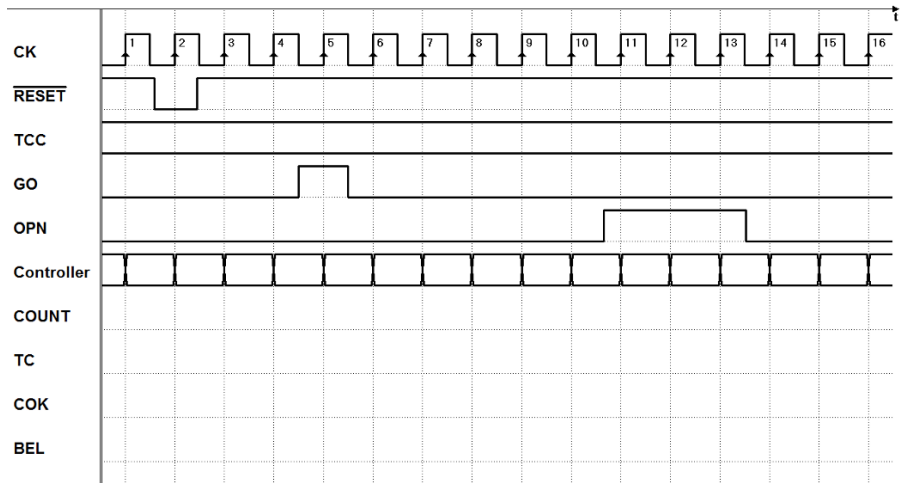 t
CK 1 2 3 4 5 6 7 8 9 10 11 12 13 14 15 16
RESET
TCC
GO
OPN
Controller
COUNT
TC
COK
BEL